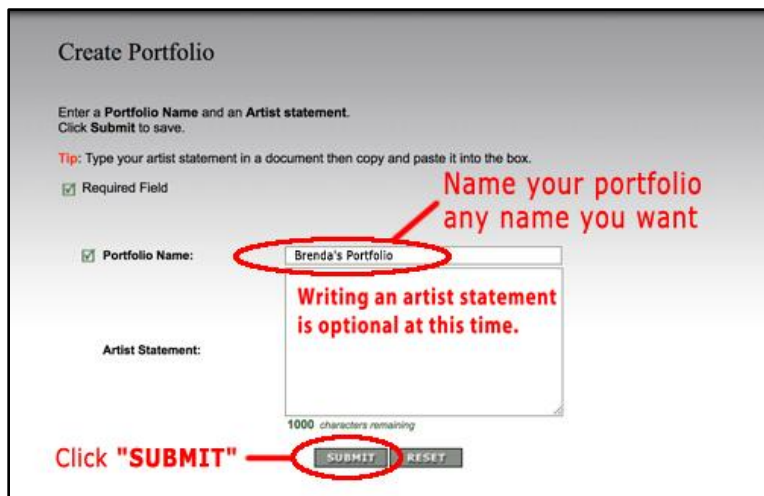 Create Portfolio
Enter a Portfolio Name and an Artist statement.
Click Submit to save.
Tip: Type your artist statement in a document then copy and paste it into the box.
Required Field
Name your portfolio
any name you want
Portfolio Name:
Brenda's Portfolio
Writing an artist statement
is optional at this time.
Artist Statement:
1000 characters remaining
Click "SUBMIT"
SUBMIT
RESET